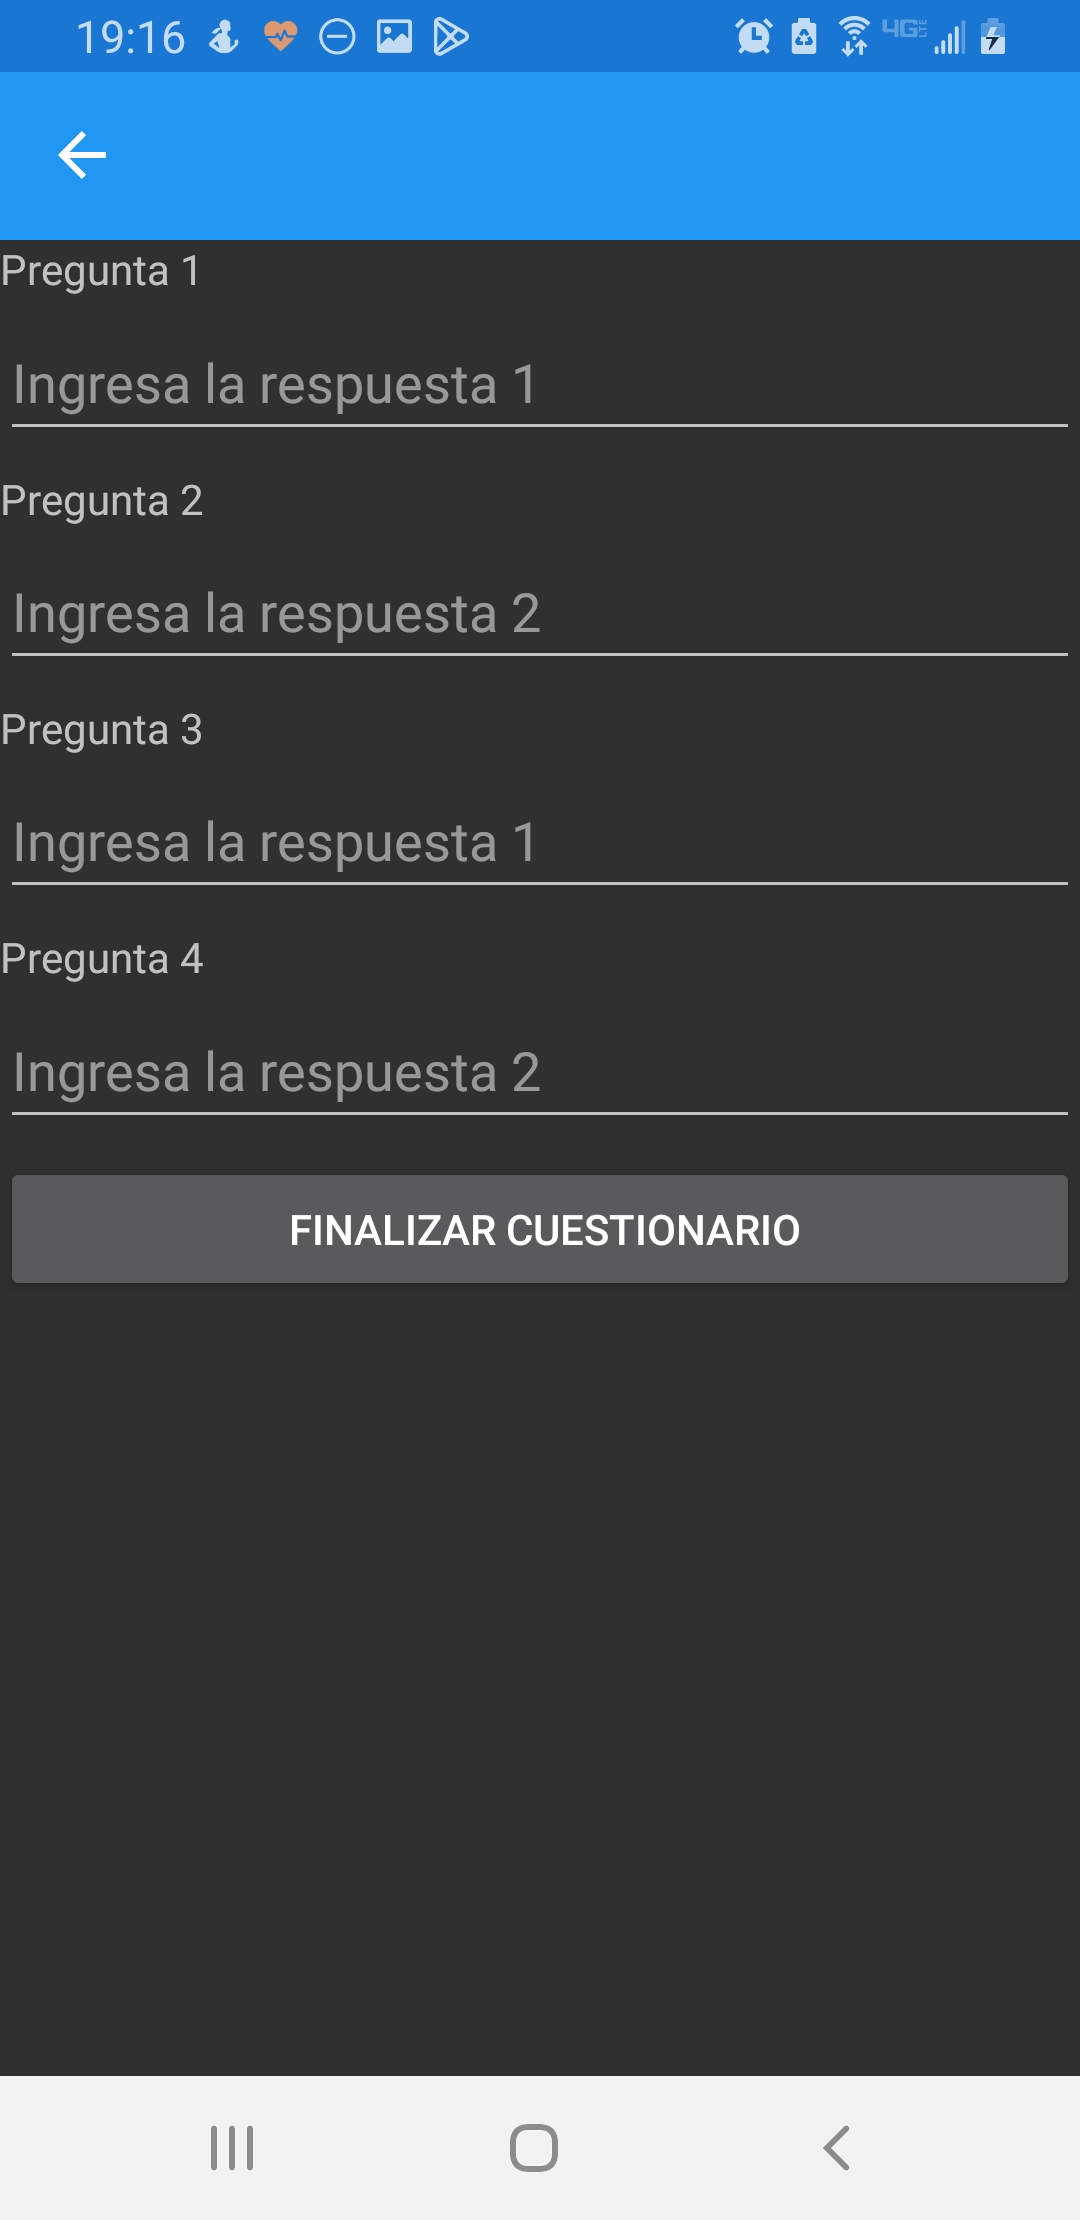 19:16 4G LTE
Pregunta 1
Ingresa la respuesta 1
Pregunta 2
Ingresa la respuesta 2
Pregunta 3
Ingresa la respuesta 1
Pregunta 4
Ingresa la respuesta 2
FINALIZAR CUESTIONARIO